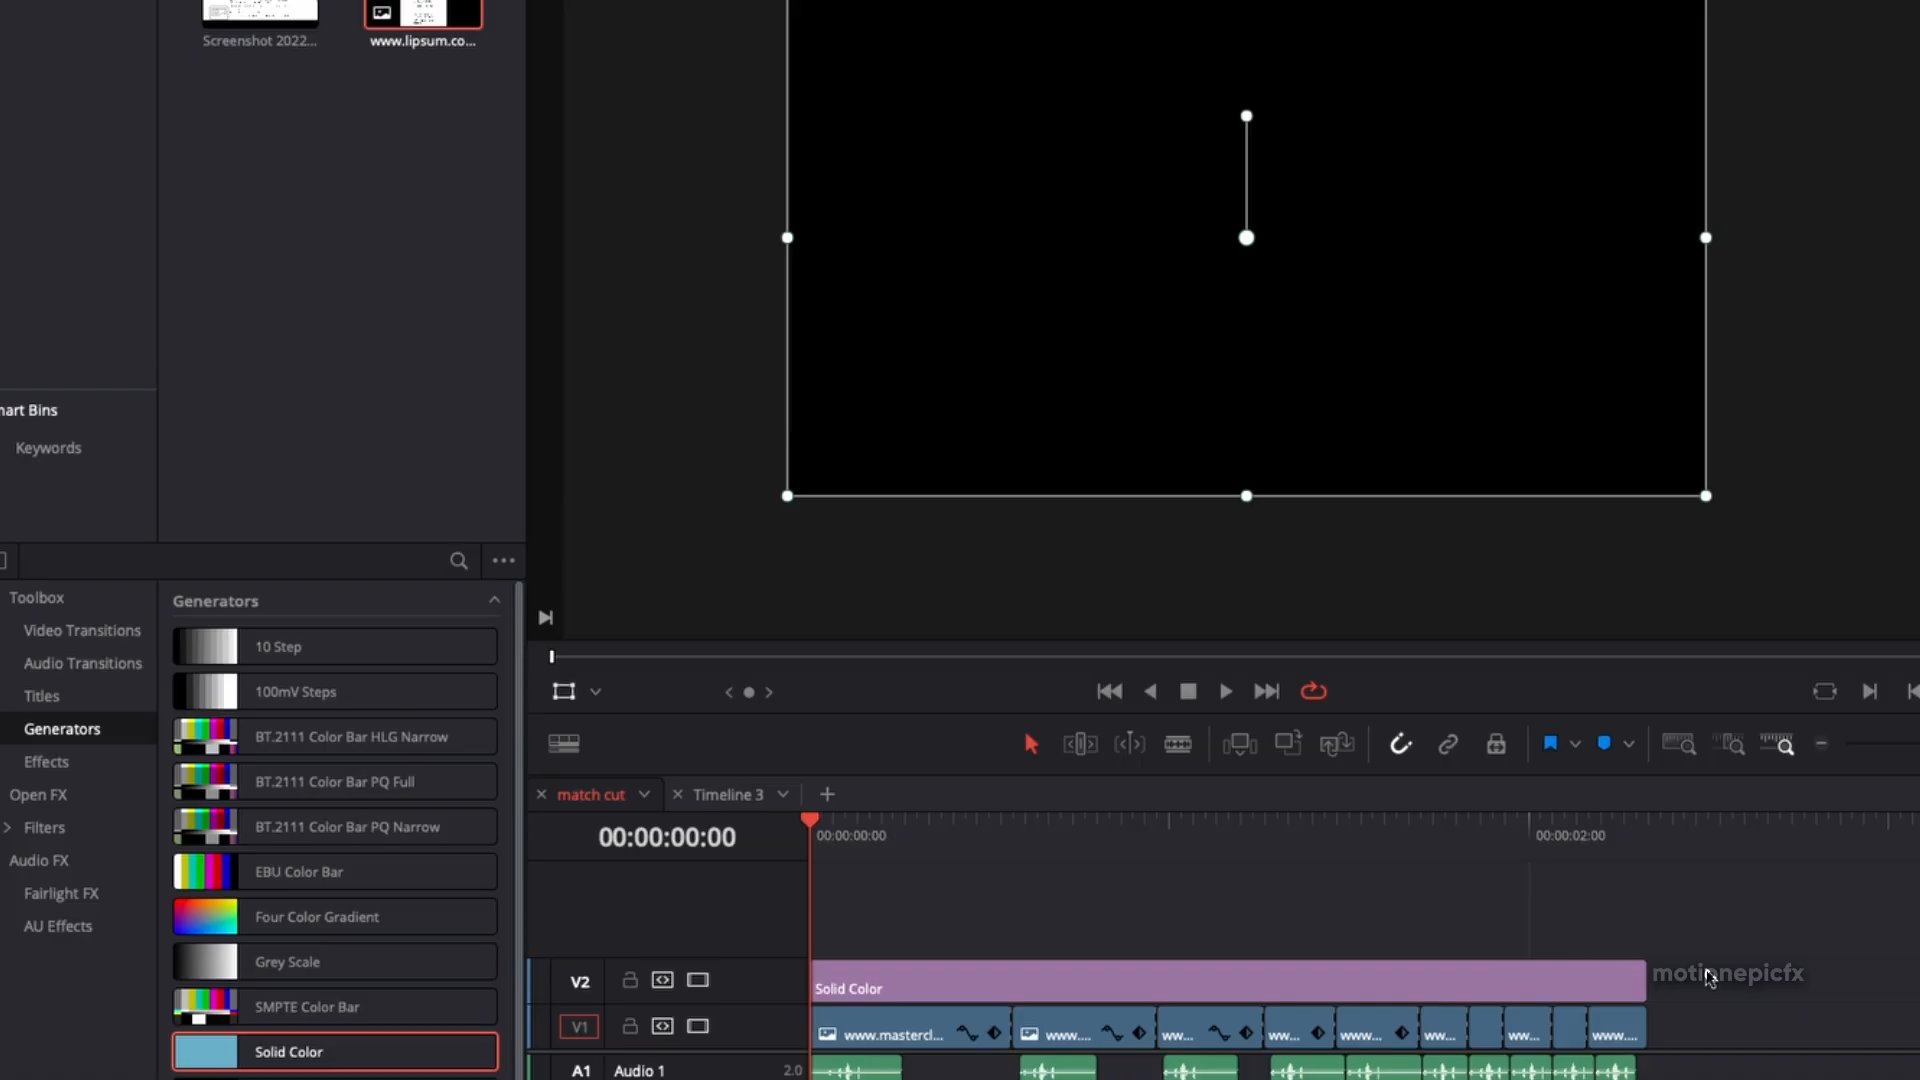 Screenshot 2022...
www.lipsum.co...
nart Bins
Keywords
Toolbox
Video Transitions
Audio Transitions
Titles
Generators
Effects
Open FX
Filters
Audio FX
Fairlight FX
AU Effects
Generators
10 Step
100mV Steps
BT.2111 Color Bar HLG Narrow
BT.2111 Color Bar PQ Full
BT.2111 Color Bar PQ Narrow
EBU Color Bar
Four Color Gradient
Grey Scale
SMPTE Color Bar
Solid Color
match cut
Timeline 3
00:00:00:00
00:00:00:00
00:00:02:00
V2
Solid Color
motionepicfx
V1
www.mastercl...
www....
ww...
ww...
www...
ww...
ww...
www....
A1
Audio 1
2.0